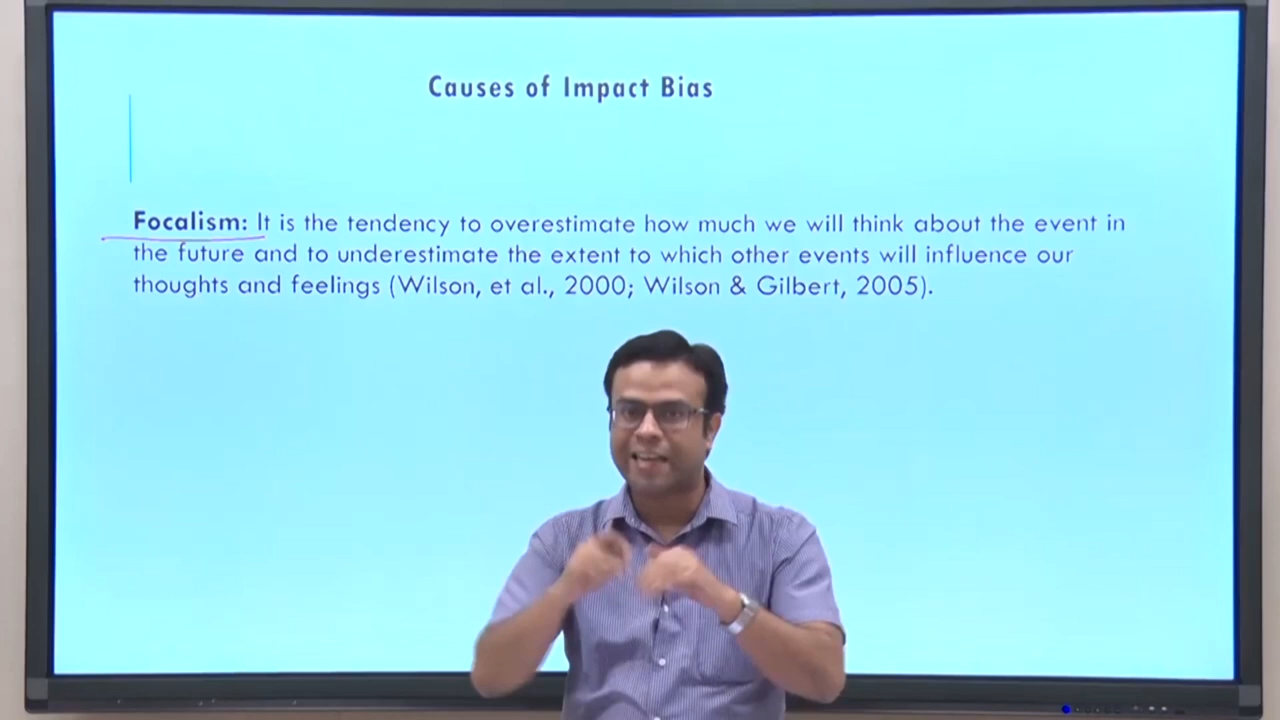 Causes of Impact Bias
Focalism: It is the tendency to overestimate how much we will think about the event in
the future and to underestimate the extent to which other events will influence our
thoughts and feelings (Wilson, et al., 2000; Wilson & Gilbert, 2005).